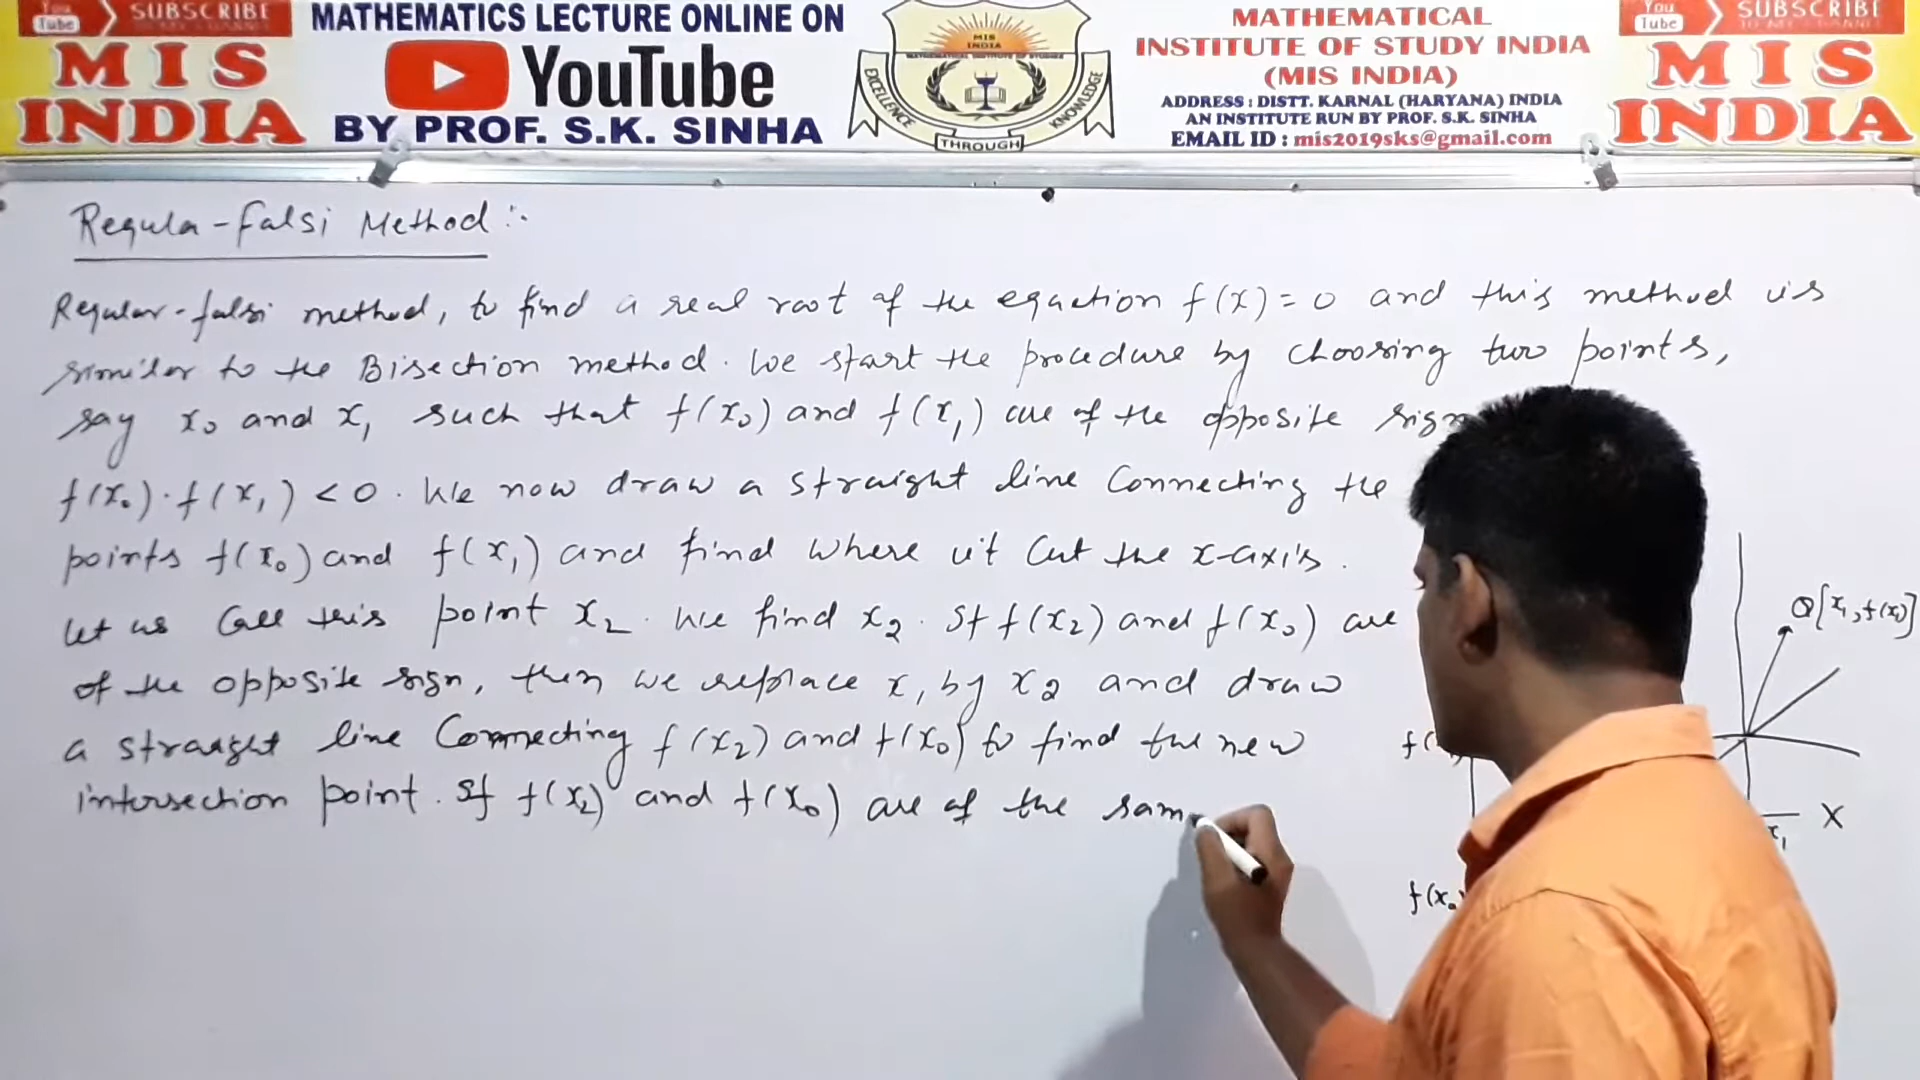 You Tube SUBSCRIBE
MIS
INDIA
MATHEMATICS LECTURE ONLINE ON
YouTube
BY PROF. S.K. SINHA
MIS
INDIA
EXCELLENCE
THROUGH
KNOWLEDGE
MATHEMATICAL
INSTITUTE OF STUDY INDIA
(MIS INDIA)
ADDRESS : DISTT. KARNAL (HARYANA) INDIA
AN INSTITUTE RUN BY PROF. S.K. SINHA
EMAIL ID : mis2019sks@gmail.com
You Tube SUBSCRIBE
MIS
INDIA
Regula-falsi Method :-
Regular-falsi method, to find a real root of the equation f(x) = 0 and this method is
similar to the Bisection method. We start the procedure by choosing two points,
say x₀ and x₁ such that f(x₀) and f(x₁) are of the opposite sign
f(x₀)·f(x₁) < 0. We now draw a straight line Connecting the
points f(x₀) and f(x₁) and find where it Cut the x-axis.
Let us Call this point x₂. We find x₂. If f(x₂) and f(x₀) are
of the opposite sign, then we replace x₁ by x₂ and draw
a straight line Connecting f(x₂) and f(x₀) to find the new
intersection point. If f(x₂) and f(x₀) are of the sam
Q[x₁, f(x₁)]
f(
X
x₁
f(x₀)